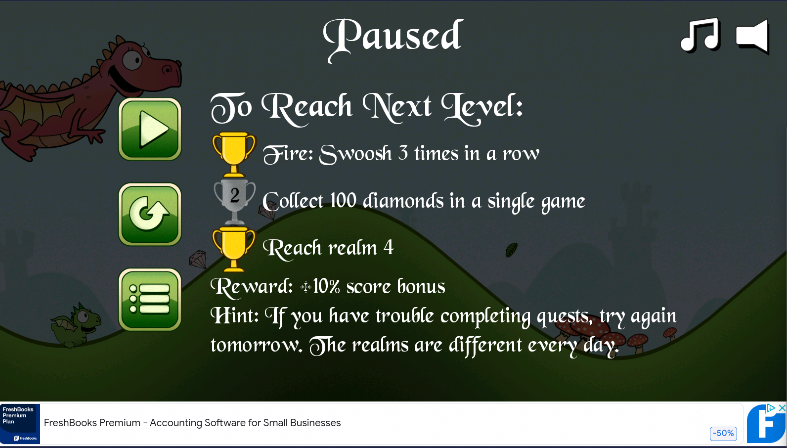 Paused
To Reach Next Level:
Fire: Swoosh 3 times in a row
2
Collect 100 diamonds in a single game
Reach realm 4
Reward: +10% score bonus
Hint: If you have trouble completing quests, try again
tomorrow. The realms are different every day.
FreshBooks
Premium
Plan
FreshBooks
FreshBooks Premium - Accounting Software for Small Businesses
-50%
F